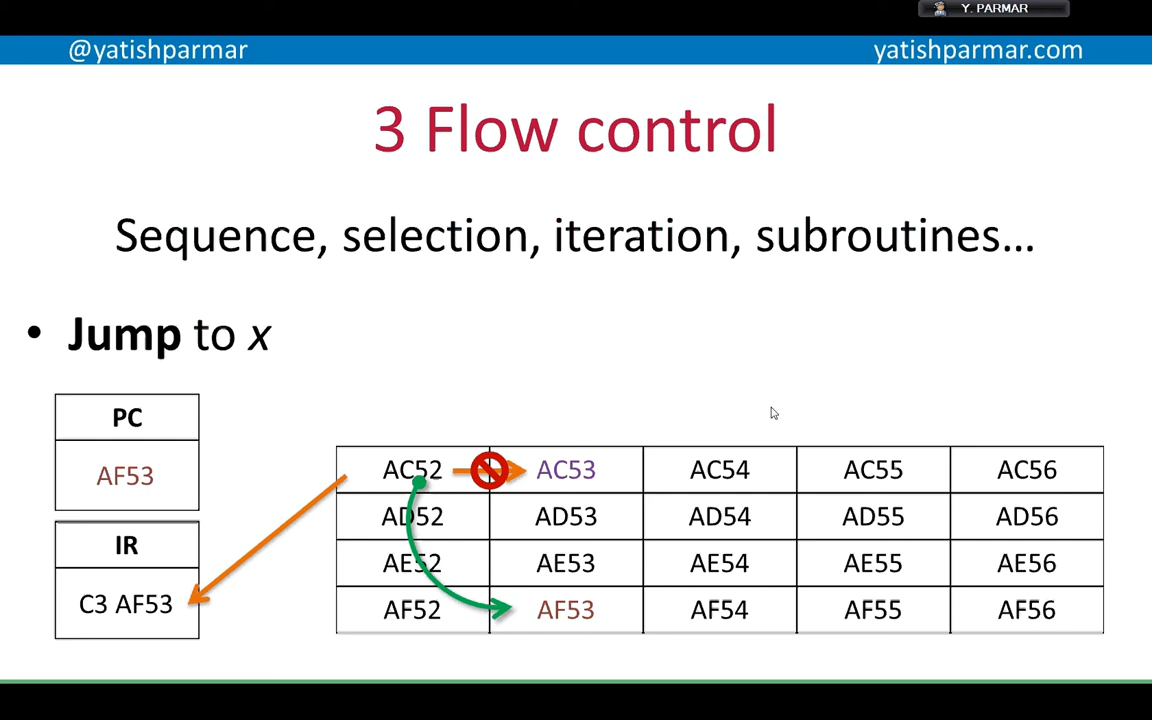 Y. PARMAR
@yatishparmar yatishparmar.com
3 Flow control
Sequence, selection, iteration, subroutines...
• Jump to x
PC
AF53
IR
C3 AF53
AC52 AC53 AC54 AC55 AC56
AD52 AD53 AD54 AD55 AD56
AE52 AE53 AE54 AE55 AE56
AF52 AF53 AF54 AF55 AF56